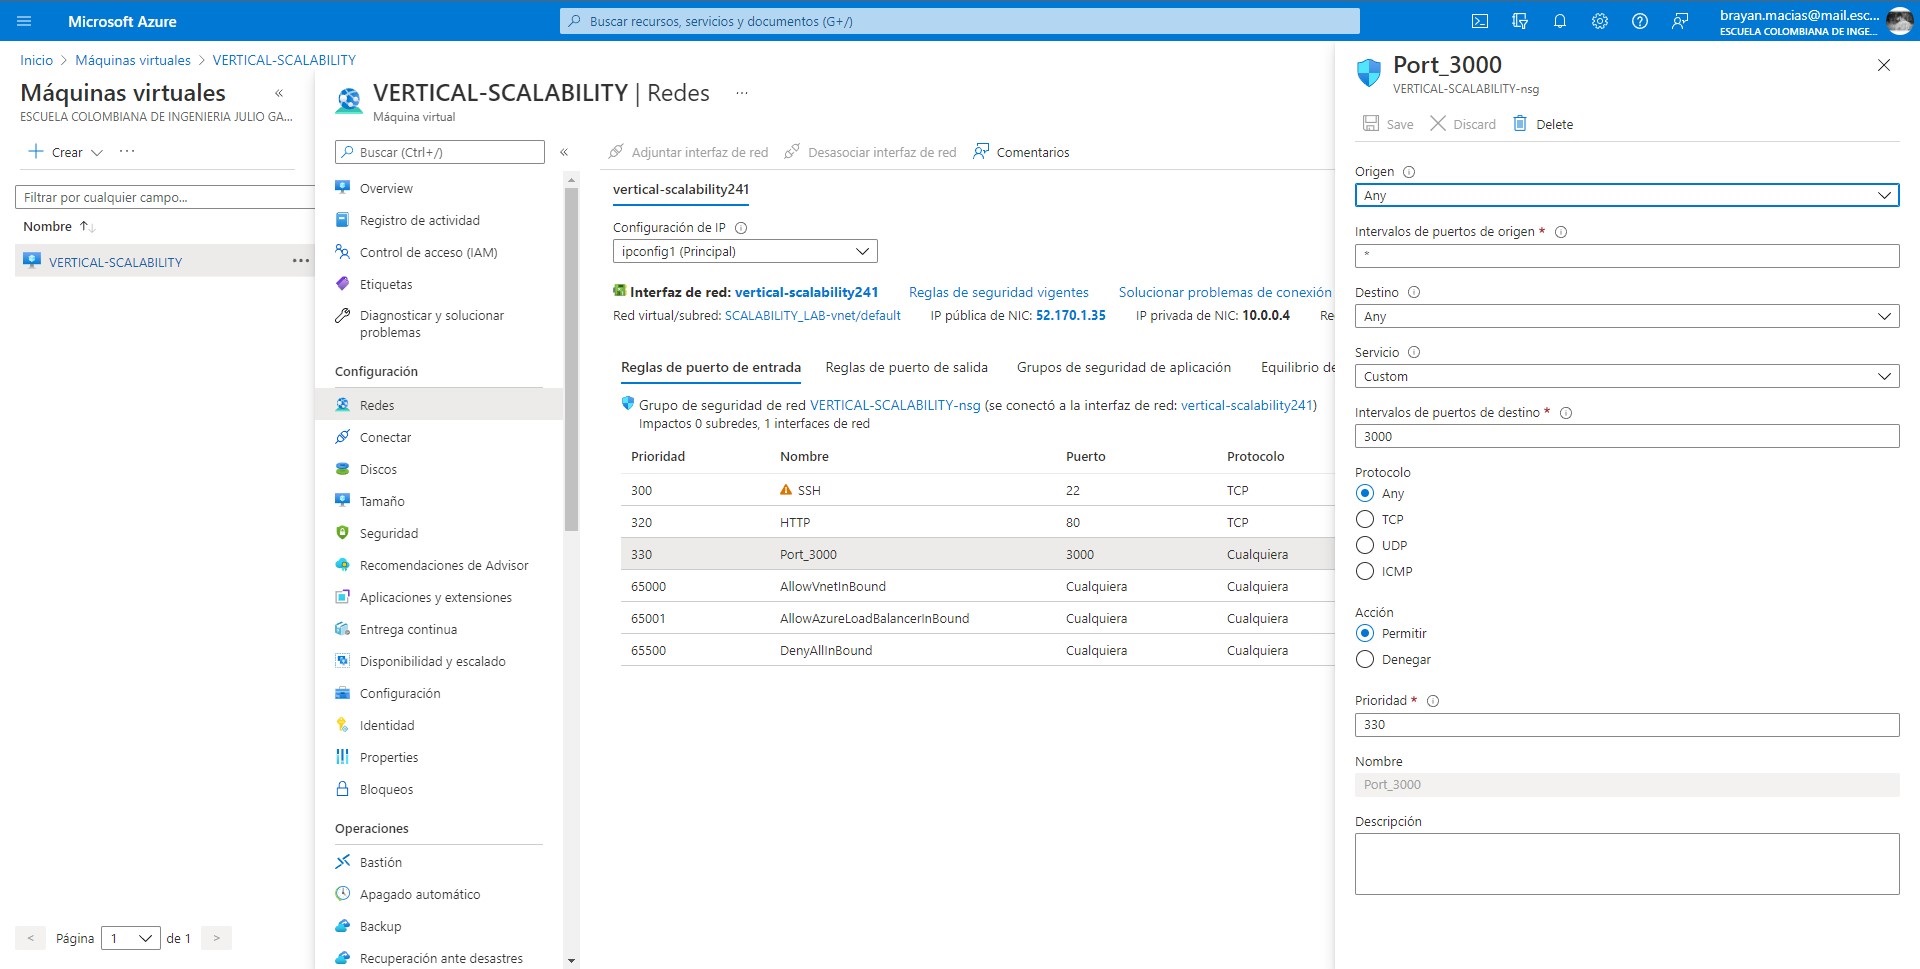 Microsoft Azure
Buscar recursos, servicios y documentos (G+/)
brayan.macias@mail.esc...
ESCUELA COLOMBIANA DE INGE...
Inicio > Máquinas virtuales > VERTICAL-SCALABILITY
Máquinas virtuales «
ESCUELA COLOMBIANA DE INGENIERIA JULIO GA...
+ Crear ...
Filtrar por cualquier campo...
Nombre ↑↓
VERTICAL-SCALABILITY ...
< Página 1 de 1 >
VERTICAL-SCALABILITY | Redes ...
Máquina virtual
Buscar (Ctrl+/) «
Overview
Registro de actividad
Control de acceso (IAM)
Etiquetas
Diagnosticar y solucionar
problemas
Configuración
Redes
Conectar
Discos
Tamaño
Seguridad
Recomendaciones de Advisor
Aplicaciones y extensiones
Entrega continua
Disponibilidad y escalado
Configuración
Identidad
Properties
Bloqueos
Operaciones
Bastión
Apagado automático
Backup
Recuperación ante desastres
Adjuntar interfaz de red Desasociar interfaz de red Comentarios
vertical-scalability241
Configuración de IP
ipconfig1 (Principal)
Interfaz de red: vertical-scalability241 Reglas de seguridad vigentes Solucionar problemas de conexión
Red virtual/subred: SCALABILITY_LAB-vnet/default IP pública de NIC: 52.170.1.35 IP privada de NIC: 10.0.0.4 Re
Reglas de puerto de entrada Reglas de puerto de salida Grupos de seguridad de aplicación Equilibrio de
Grupo de seguridad de red VERTICAL-SCALABILITY-nsg (se conectó a la interfaz de red: vertical-scalability241)
Impactos 0 subredes, 1 interfaces de red
Prioridad Nombre Puerto Protocolo
300 SSH 22 TCP
320 HTTP 80 TCP
330 Port_3000 3000 Cualquiera
65000 AllowVnetInBound Cualquiera Cualquiera
65001 AllowAzureLoadBalancerInBound Cualquiera Cualquiera
65500 DenyAllInBound Cualquiera Cualquiera
Port_3000
VERTICAL-SCALABILITY-nsg
Save Discard Delete
Origen
Any
Intervalos de puertos de origen *
*
Destino
Any
Servicio
Custom
Intervalos de puertos de destino *
3000
Protocolo
Any
TCP
UDP
ICMP
Acción
Permitir
Denegar
Prioridad *
330
Nombre
Port_3000
Descripción